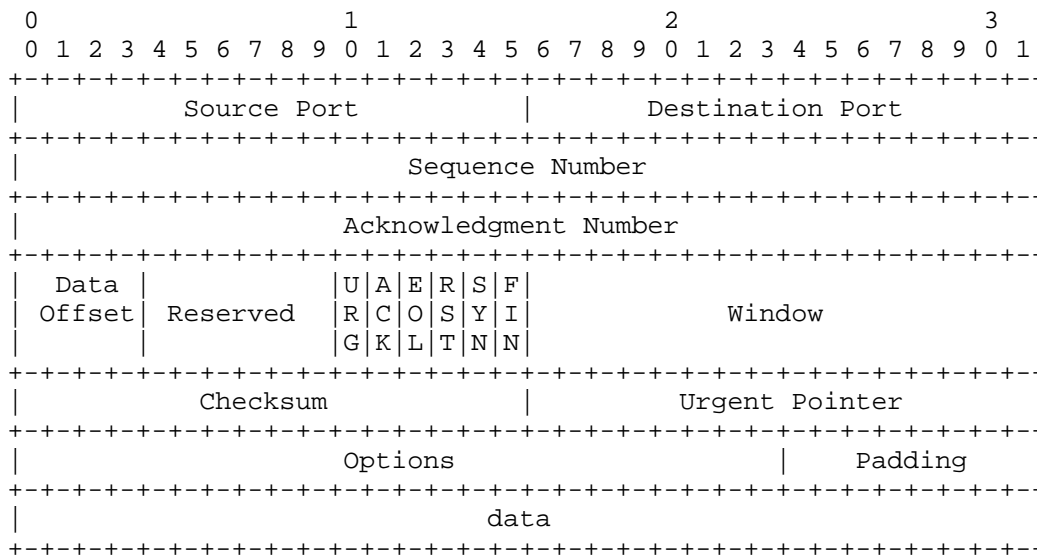 0                   1                   2                   3
 0 1 2 3 4 5 6 7 8 9 0 1 2 3 4 5 6 7 8 9 0 1 2 3 4 5 6 7 8 9 0 1
+-+-+-+-+-+-+-+-+-+-+-+-+-+-+-+-+-+-+-+-+-+-+-+-+-+-+-+-+-+-+-+-
|          Source Port          |       Destination Port
+-+-+-+-+-+-+-+-+-+-+-+-+-+-+-+-+-+-+-+-+-+-+-+-+-+-+-+-+-+-+-+-
|                        Sequence Number
+-+-+-+-+-+-+-+-+-+-+-+-+-+-+-+-+-+-+-+-+-+-+-+-+-+-+-+-+-+-+-+-
|                    Acknowledgment Number
+-+-+-+-+-+-+-+-+-+-+-+-+-+-+-+-+-+-+-+-+-+-+-+-+-+-+-+-+-+-+-+-
|  Data |           |U|A|E|R|S|F|
| Offset| Reserved  |R|C|O|S|Y|I|            Window
|       |           |G|K|L|T|N|N|
+-+-+-+-+-+-+-+-+-+-+-+-+-+-+-+-+-+-+-+-+-+-+-+-+-+-+-+-+-+-+-+-
|           Checksum            |         Urgent Pointer
+-+-+-+-+-+-+-+-+-+-+-+-+-+-+-+-+-+-+-+-+-+-+-+-+-+-+-+-+-+-+-+-
|                    Options                    |    Padding
+-+-+-+-+-+-+-+-+-+-+-+-+-+-+-+-+-+-+-+-+-+-+-+-+-+-+-+-+-+-+-+-
|                             data
+-+-+-+-+-+-+-+-+-+-+-+-+-+-+-+-+-+-+-+-+-+-+-+-+-+-+-+-+-+-+-+-